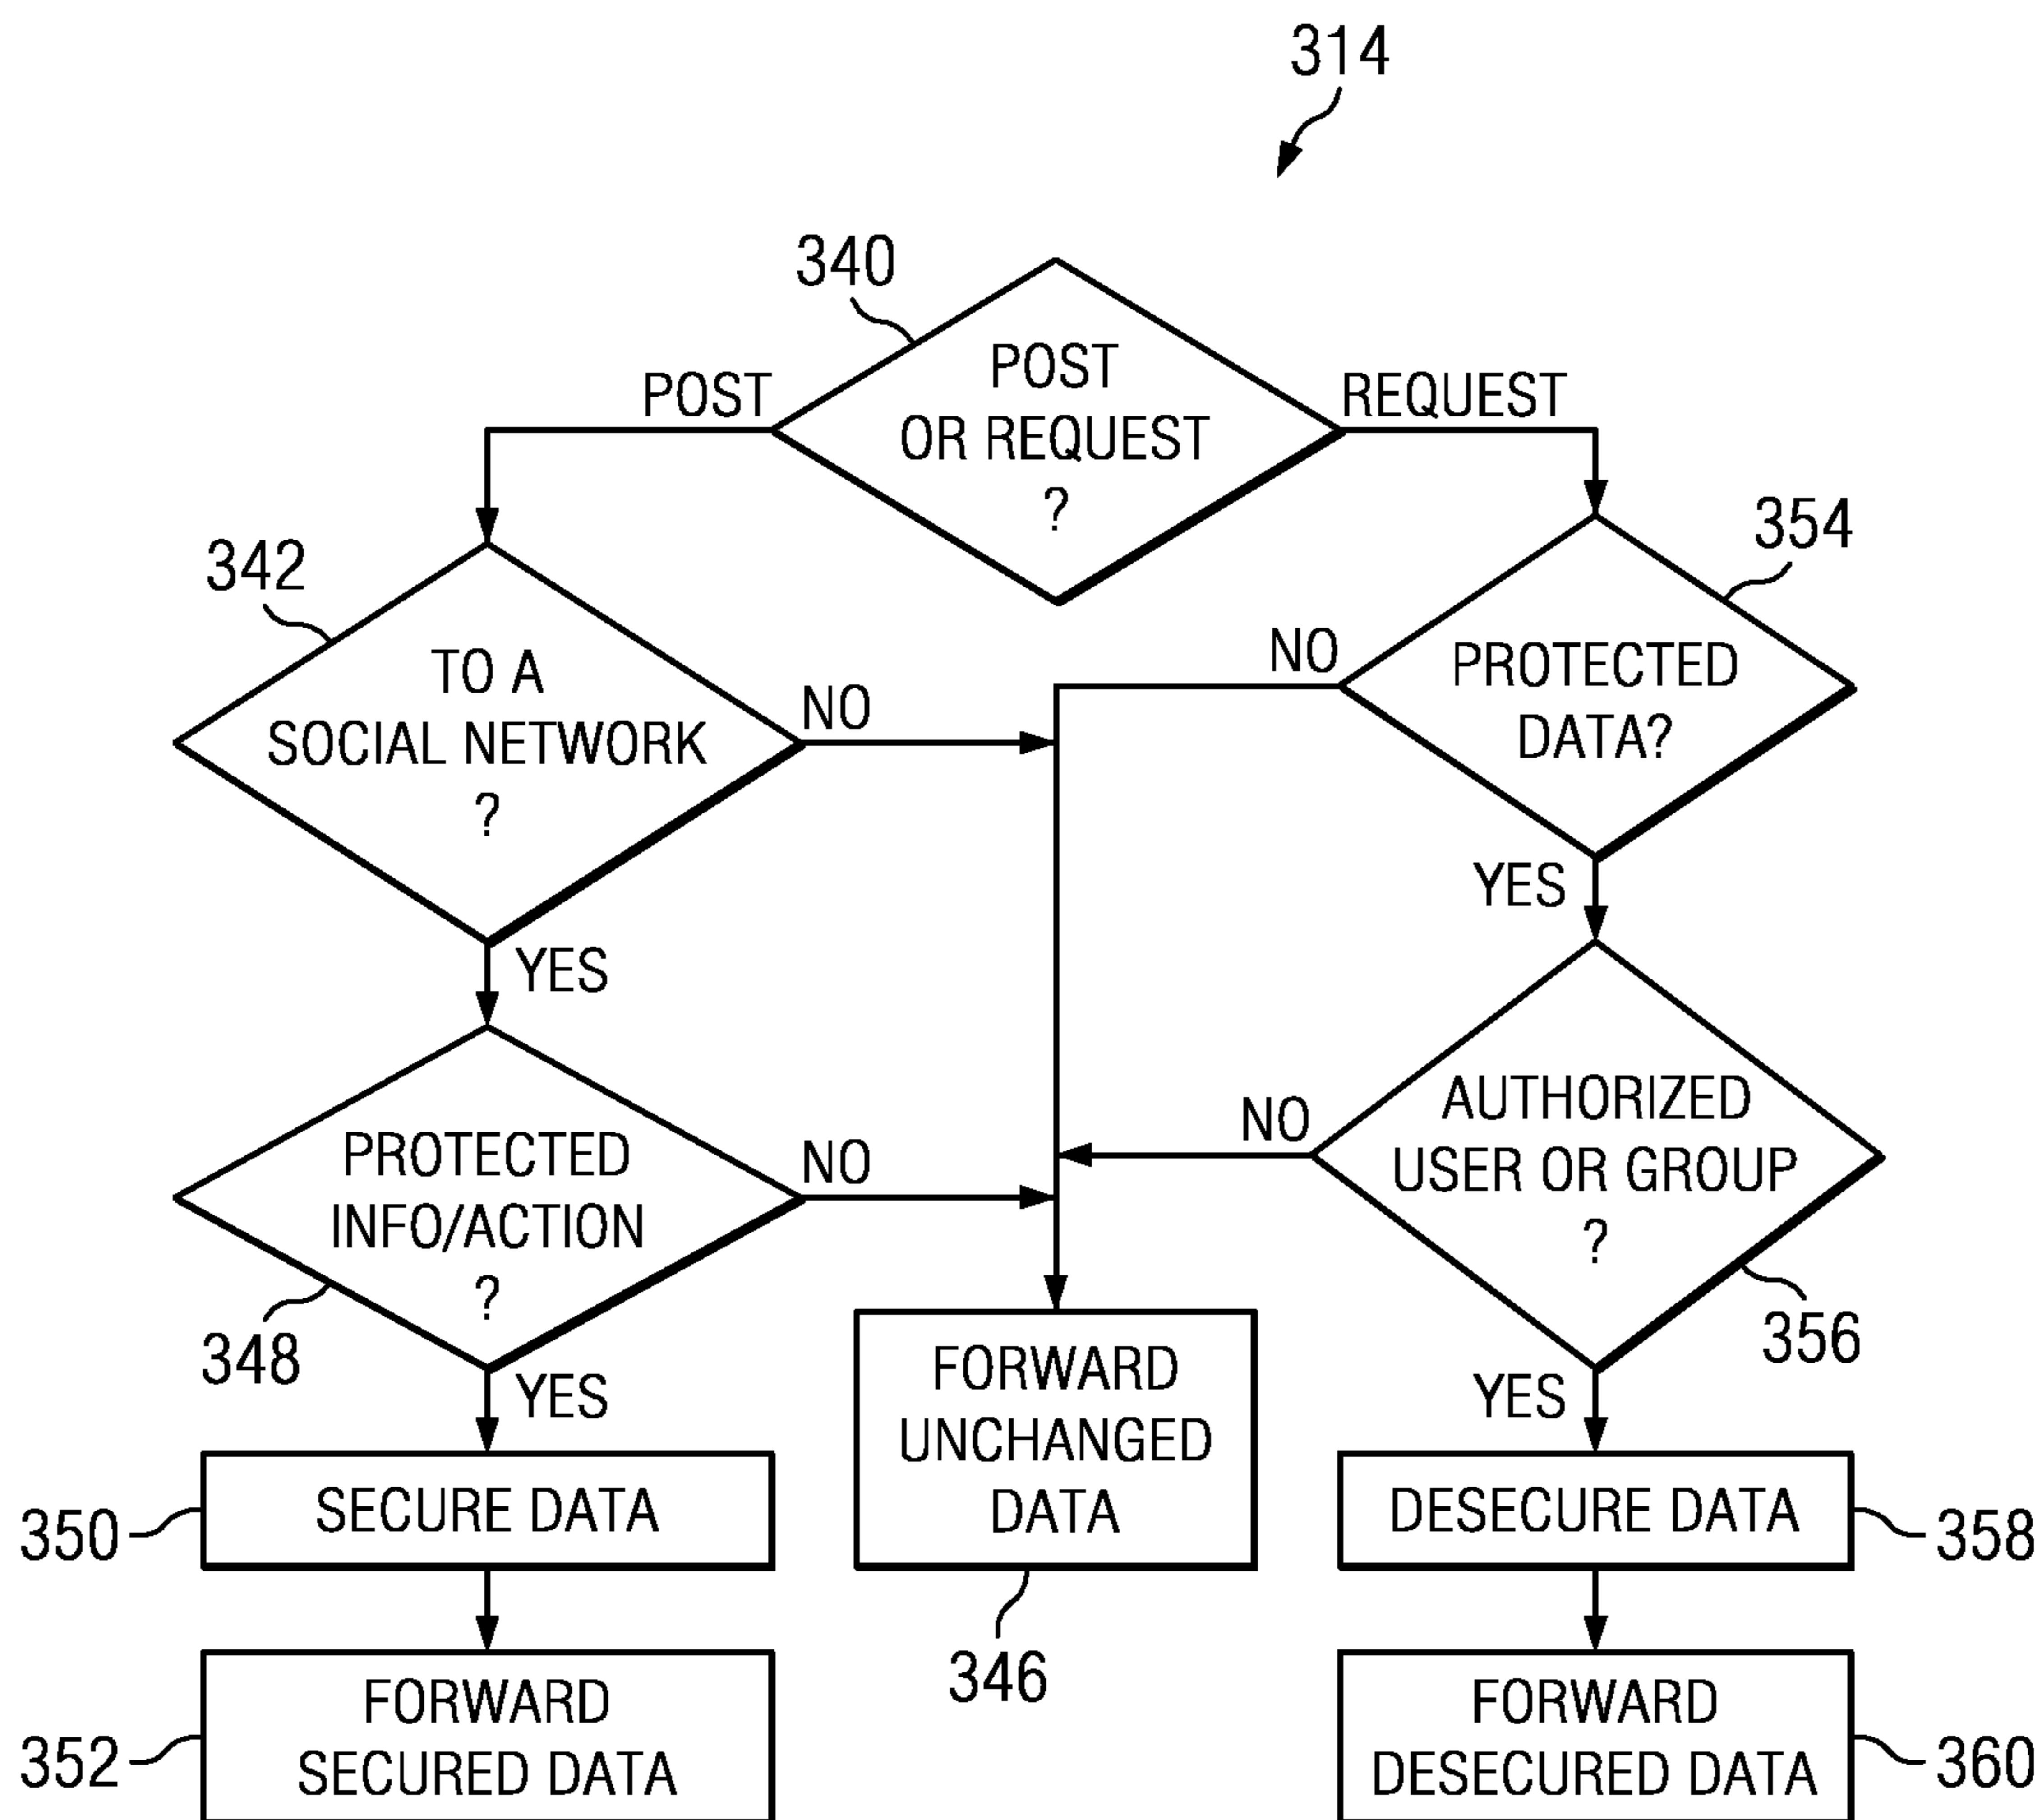 314
340
POST
OR REQUEST
?
POST
REQUEST
342
TO A
SOCIAL NETWORK
?
NO
354
PROTECTED
DATA?
NO
YES
YES
PROTECTED
INFO/ACTION
?
348
NO
AUTHORIZED
USER OR GROUP
?
NO
356
YES
YES
FORWARD
UNCHANGED
DATA
346
350
SECURE DATA
DESECURE DATA
358
352
FORWARD
SECURED DATA
FORWARD
DESECURED DATA
360